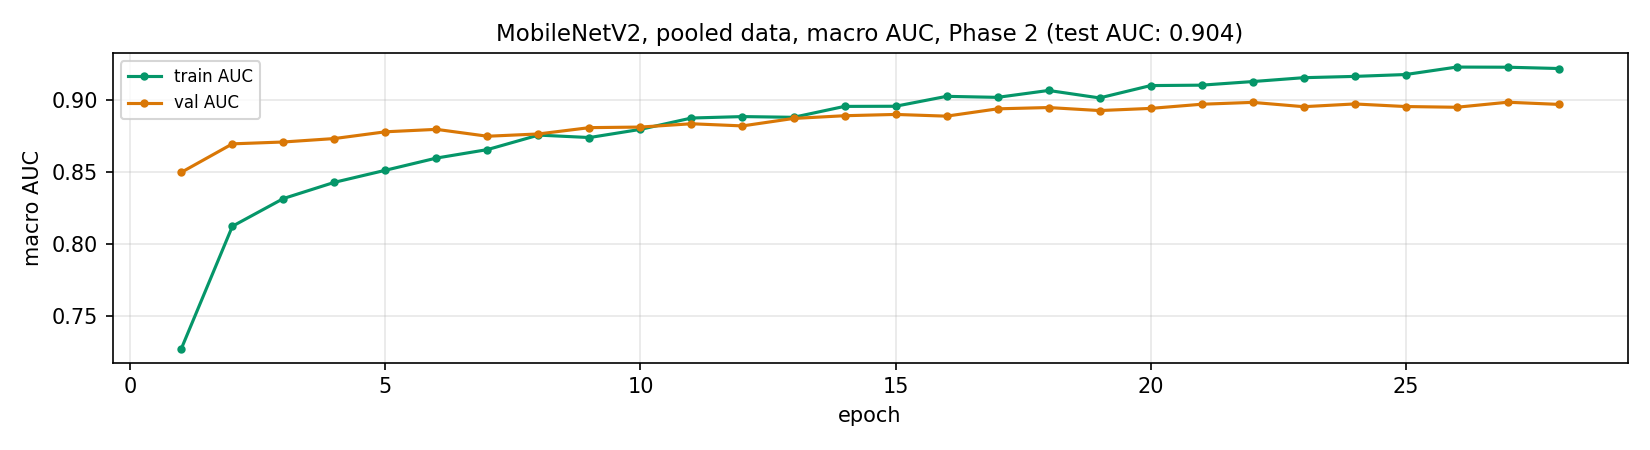 MobileNetV2, pooled data, macro AUC, Phase 2 (test AUC: 0.904)
train AUC
val AUC
macro AUC
0.90
0.85
0.80
0.75
0
5
10
15
20
25
epoch